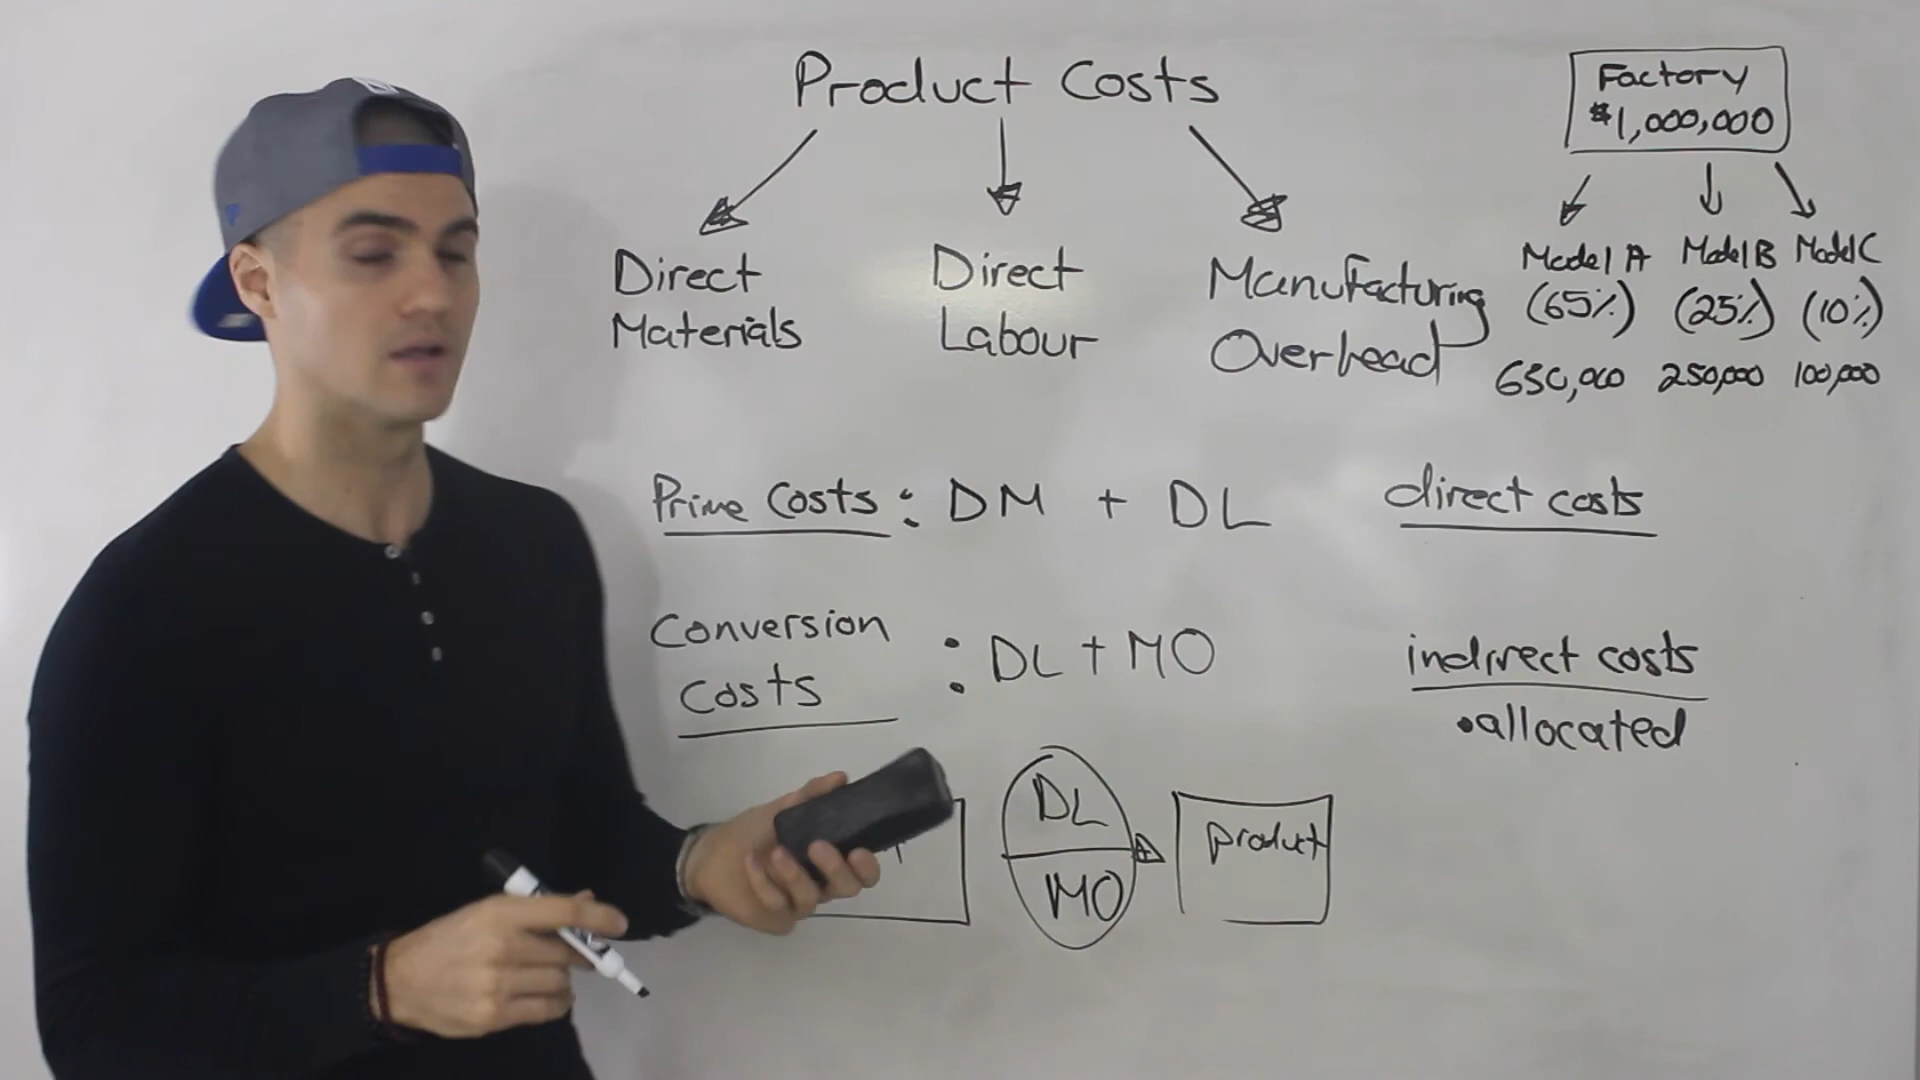 Product Costs
Direct
Materials
Direct
Labour
Manufacturing
Overhead
Factory
$1,000,000
Model A
(65%)
650,000
Model B
(25%)
250,000
Model C
(10%)
100,000
Prime Costs : DM + DL
direct costs
Conversion
Costs
: DL + MO
indirect costs
• allocated
DL
MO
product